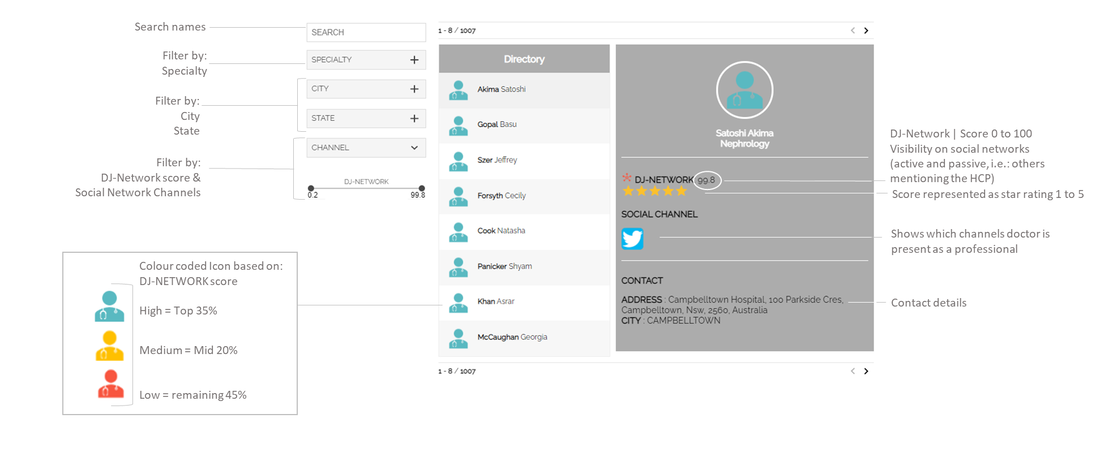 Search names
Filter by:
Specialty
Filter by:
City
State
Filter by:
DJ-Network score &
Social Network Channels
SEARCH
SPECIALTY
CITY
STATE
CHANNEL
DJ-NETWORK
0.2
99.8
Colour coded Icon based on:
DJ-NETWORK score
High = Top 35%
Medium = Mid 20%
Low = remaining 45%
1 - 8 / 1007
Directory
Akima Satoshi
Gopal Basu
Szer Jeffrey
Forsyth Cecily
Cook Natasha
Panicker Shyam
Khan Asrar
McCaughan Georgia
1 - 8 / 1007
Satoshi Akima
Nephrology
* DJ-NETWORK 99.8
SOCIAL CHANNEL
CONTACT
ADDRESS : Campbelltown Hospital, 100 Parkside Cres,
Campbelltown, Nsw, 2560, Australia
CITY : CAMPBELLTOWN
DJ-Network | Score 0 to 100
Visibility on social networks
(active and passive, i.e.: others
mentioning the HCP)
Score represented as star rating 1 to 5
Shows which channels doctor is
present as a professional
Contact details